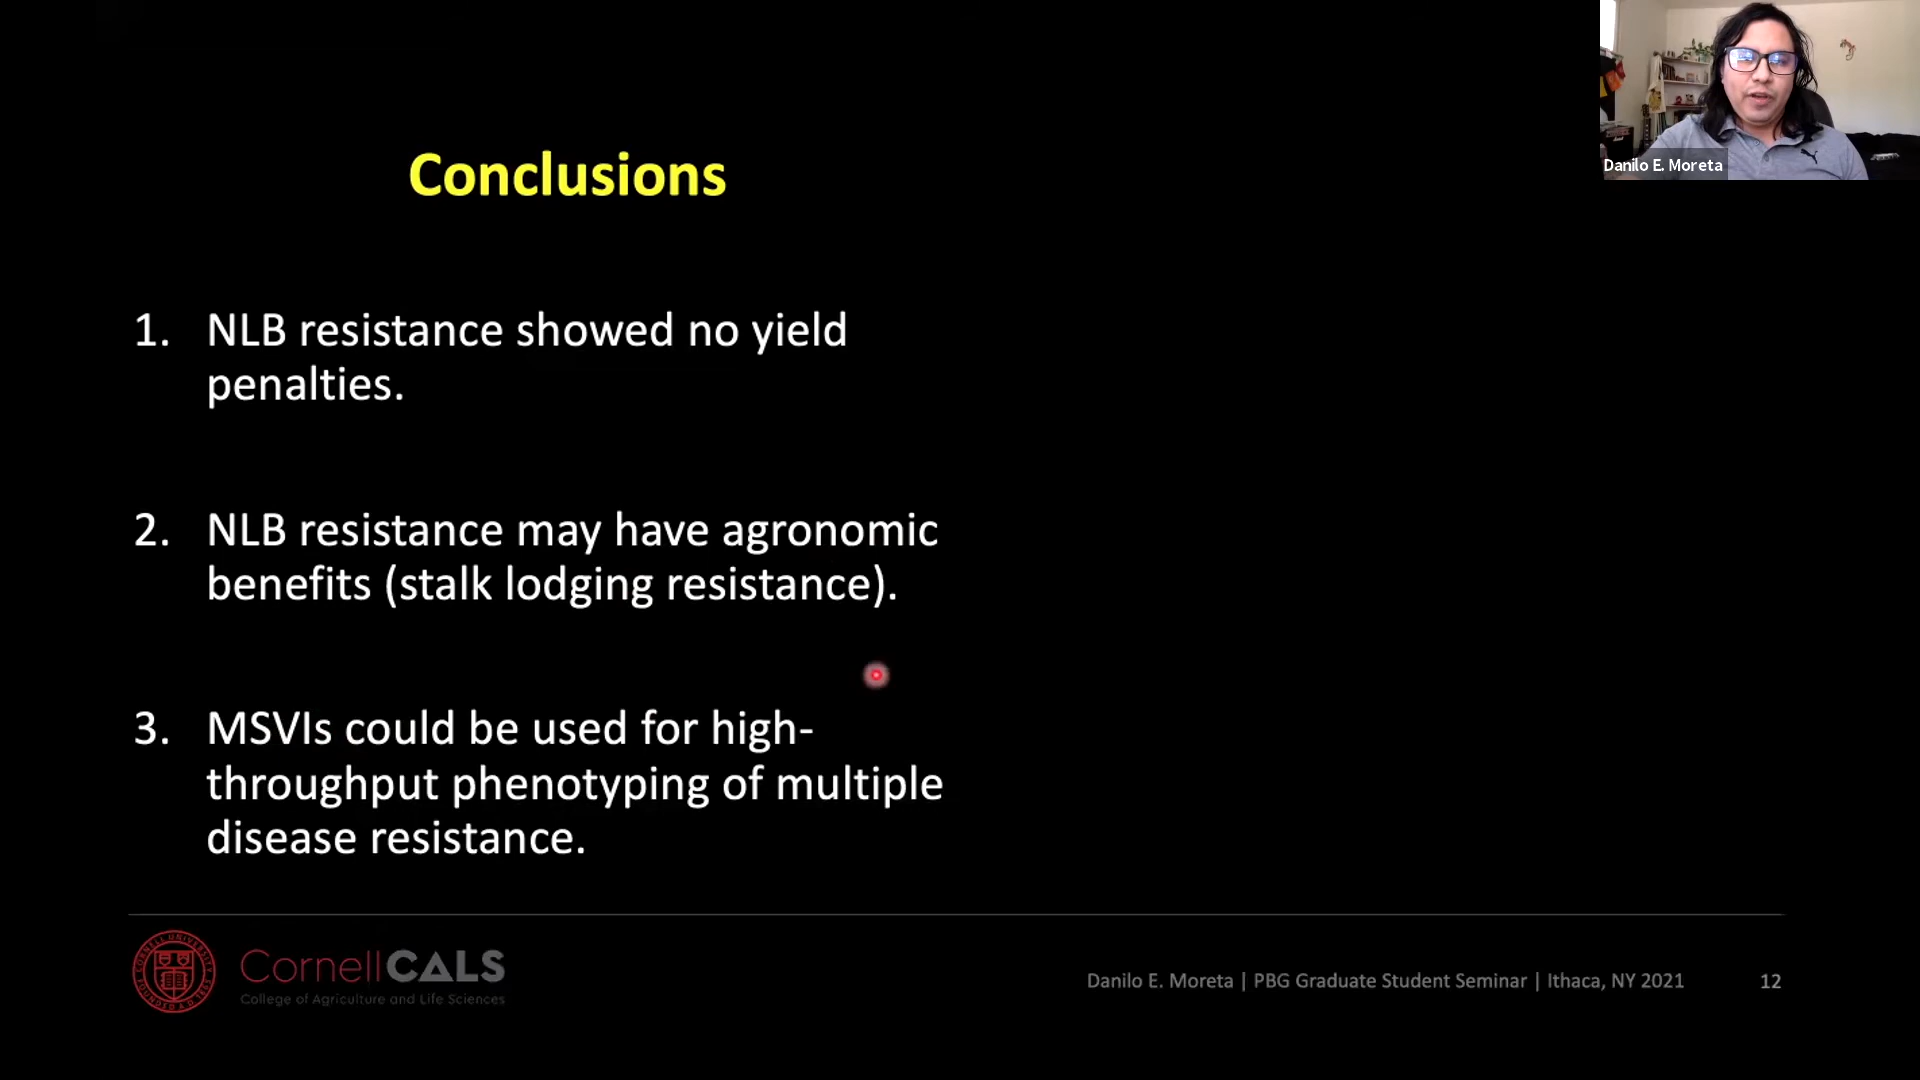 Danilo E. Moreta
Conclusions
1. NLB resistance showed no yield
penalties.
2. NLB resistance may have agronomic
benefits (stalk lodging resistance).
3. MSVIs could be used for high-
throughput phenotyping of multiple
disease resistance.
CornellCALS
College of Agriculture and Life Sciences
Danilo E. Moreta | PBG Graduate Student Seminar | Ithaca, NY 2021
12